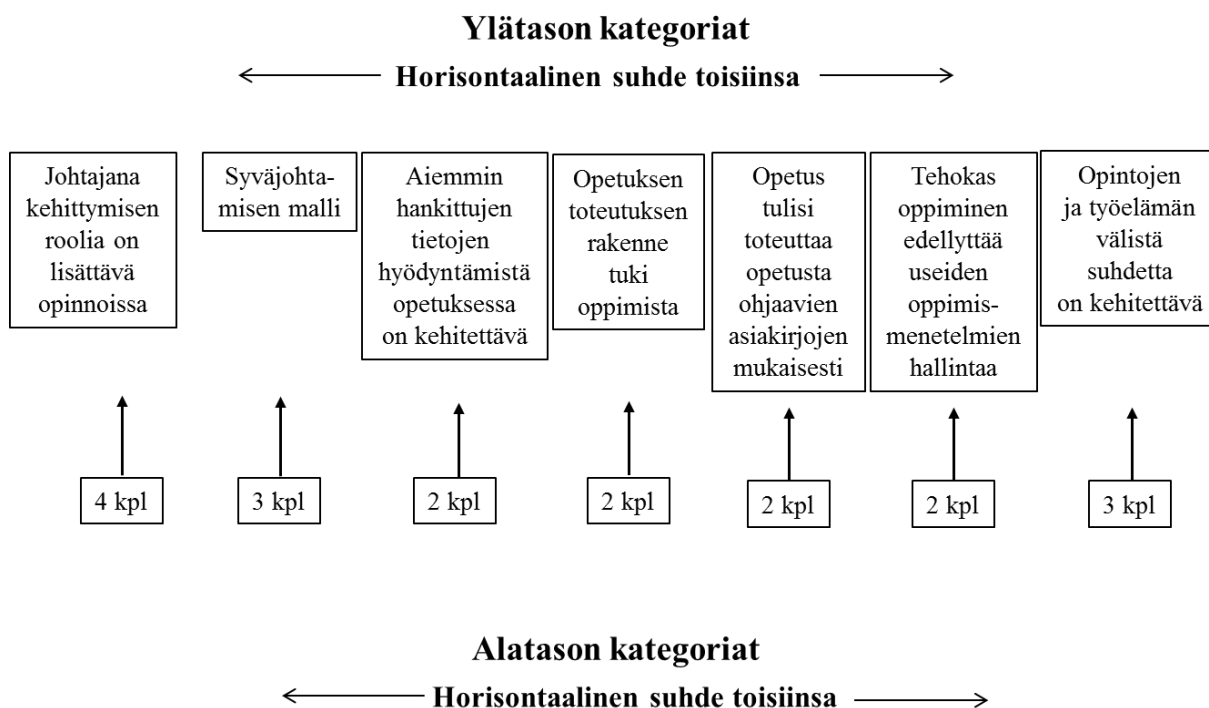 Ylätason kategoriat
Horisontaalinen suhde toisiinsa
Johtajana
kehittymisen
roolia on
lisättävä
opinnoissa
Syväjohta-
misen malli
Aiemmin
hankittujen
tietojen
hyödyntämistä
opetuksessa
on kehitettävä
Opetuksen
toteutuksen
rakenne
tuki
oppimista
Opetus
tulisi
toteuttaa
opetusta
ohjaavien
asiakirjojen
mukaisesti
Tehokas
oppiminen
edellyttää
useiden
oppimis-
menetelmien
hallintaa
Opintojen
ja työelämän
välistä
suhdetta
on kehitettävä
4 kpl
3 kpl
2 kpl
2 kpl
2 kpl
2 kpl
3 kpl
Alatason kategoriat
Horisontaalinen suhde toisiinsa